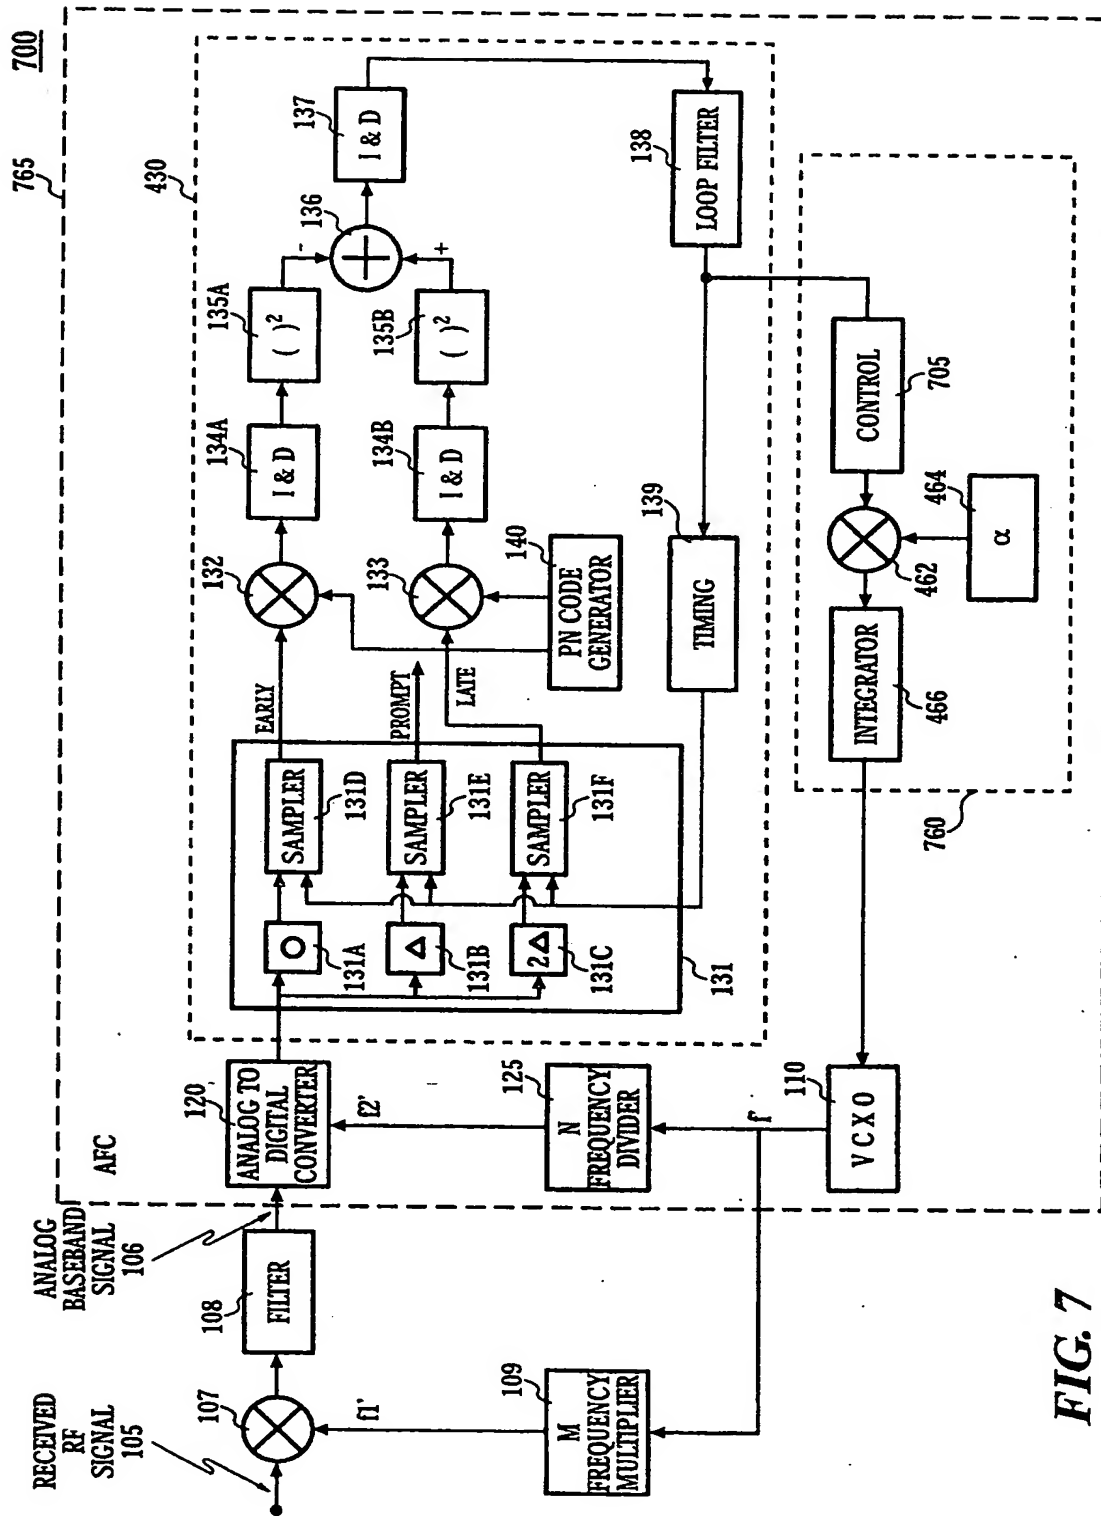 700
765
AFC
430
RECEIVED
RF
SIGNAL
105
107
ANALOG
BASEBAND
SIGNAL
106
108
FILTER
120
ANALOG TO
DIGITAL
CONVERTER
f1'
f2'
109
M
FREQUENCY
MULTIPLIER
125
N
FREQUENCY
DIVIDER
f'
110
VCXO
131
O
131A
Δ
131B
2Δ
131C
SAMPLER
131D
SAMPLER
131E
SAMPLER
131F
EARLY
PROMPT
LATE
132
133
140
PN CODE
GENERATOR
134A
I & D
134B
I & D
135A
( )²
135B
( )²
-
+
136
+
137
I & D
138
LOOP FILTER
139
TIMING
760
CONTROL
705
462
464
α
INTEGRATOR
466
FIG. 7